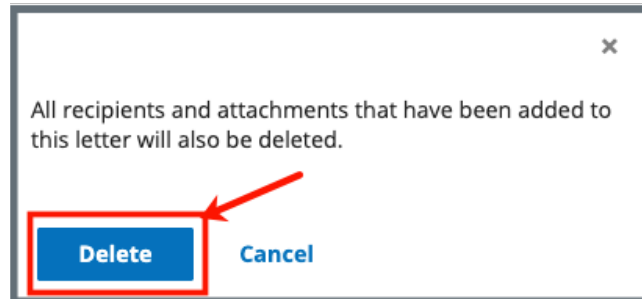 All recipients and attachments that have been added to
this letter will also be deleted.
Delete Cancel